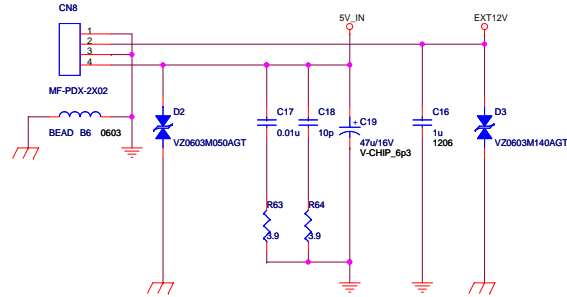 CN8
5V_IN
EXT12V
1
2
3
4
MF-PDX-2X02
D2
C17
C18
C19
C16
D3
0.01u
10p
47u/16V
1u
BEAD B6 0603
VZ0603M050AGT
V-CHIP_6p3
1206
VZ0603M140AGT
R63
R64
3.9
3.9